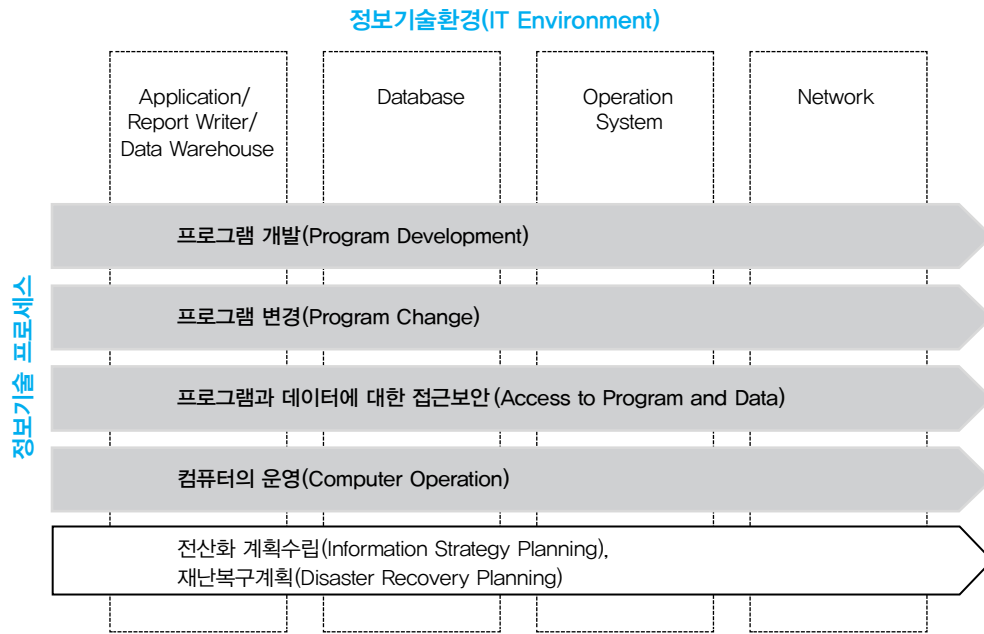 정보기술환경(IT Environment)
Application/
Report Writer/
Data Warehouse
Database
Operation
System
Network
정보기술 프로세스
프로그램 개발(Program Development)
프로그램 변경(Program Change)
프로그램과 데이터에 대한 접근보안(Access to Program and Data)
컴퓨터의 운영(Computer Operation)
전산화 계획수립(Information Strategy Planning),
재난복구계획(Disaster Recovery Planning)